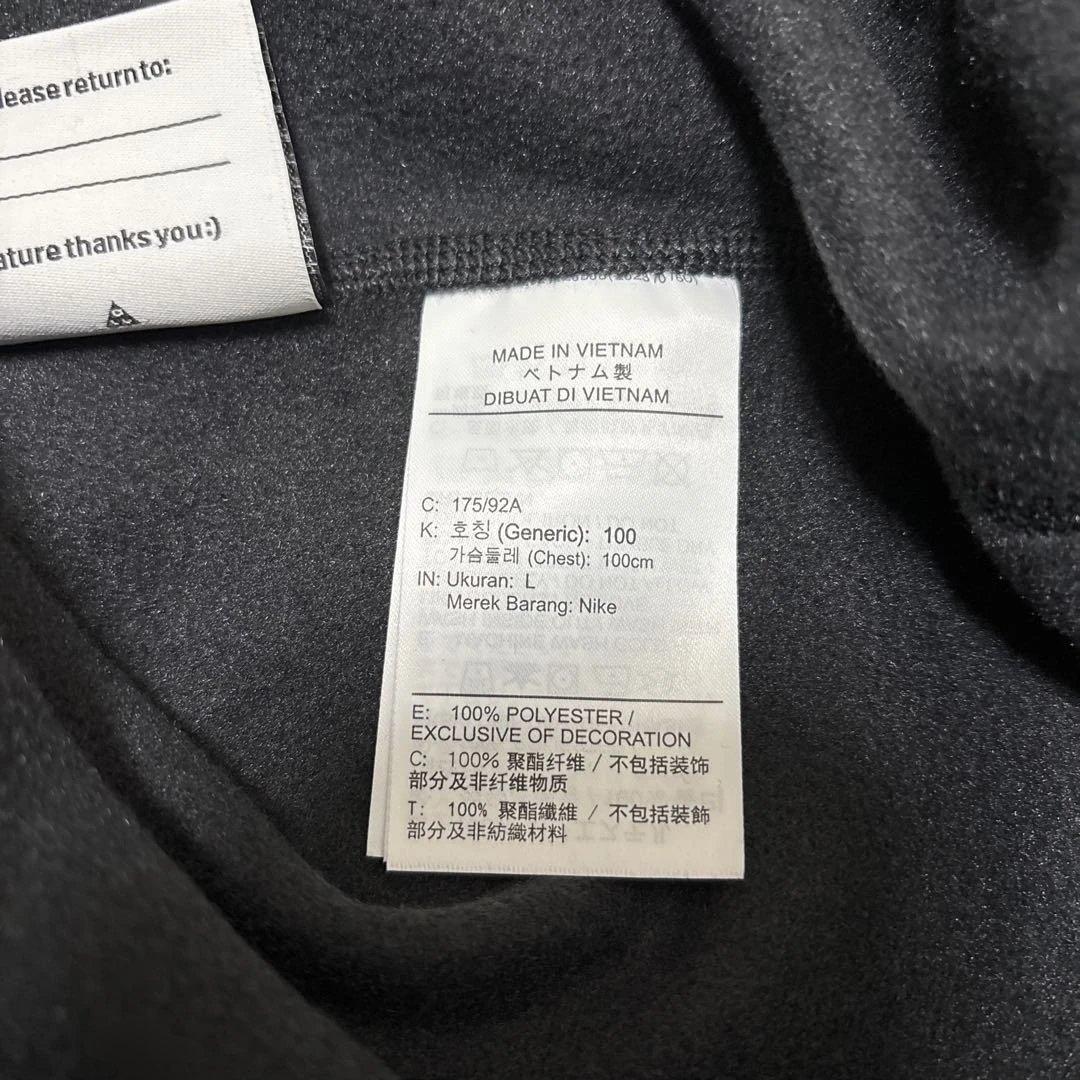 lease return to:
ature thanks you:)
MADE IN VIETNAM
ベトナム製
DIBUAT DI VIETNAM
C: 175/92A
K: 호칭 (Generic): 100
가슴둘레 (Chest): 100cm
IN: Ukuran: L
Merek Barang: Nike
E: 100% POLYESTER /
EXCLUSIVE OF DECORATION
C: 100% 聚酯纤维 / 不包括装饰
部分及非纤维物质
T: 100% 聚酯纖維 / 不包括裝飾
部分及非紡織材料